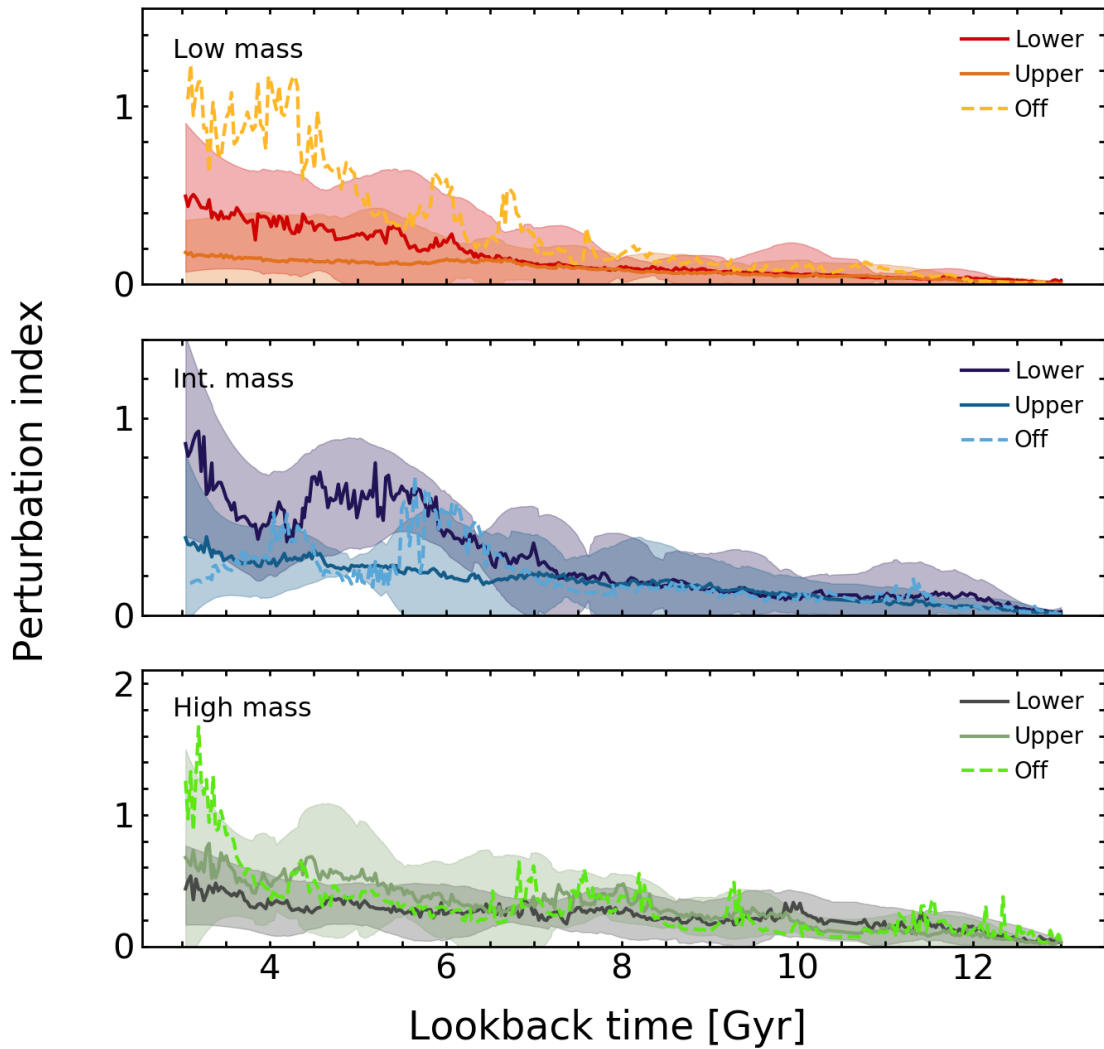 Low mass
Lower
Upper
Off
1
0
Int. mass
Lower
Upper
Off
1
0
High mass
Lower
Upper
Off
2
1
0
4 6 8 10 12
Lookback time [Gyr]
Perturbation index